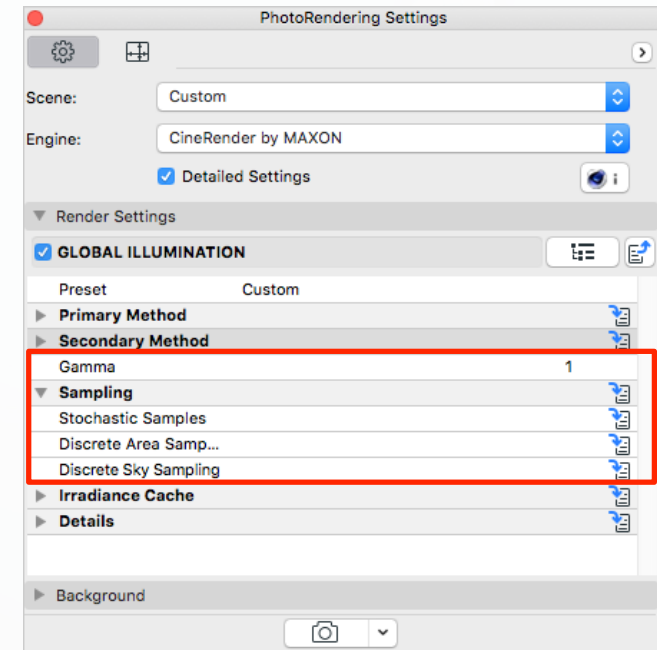 PhotoRendering Settings
Scene: Custom
Engine: CineRender by MAXON
Detailed Settings
i
Render Settings
GLOBAL ILLUMINATION
Preset Custom
Primary Method
Secondary Method
Gamma 1
Sampling
Stochastic Samples
Discrete Area Samp...
Discrete Sky Sampling
Irradiance Cache
Details
Background